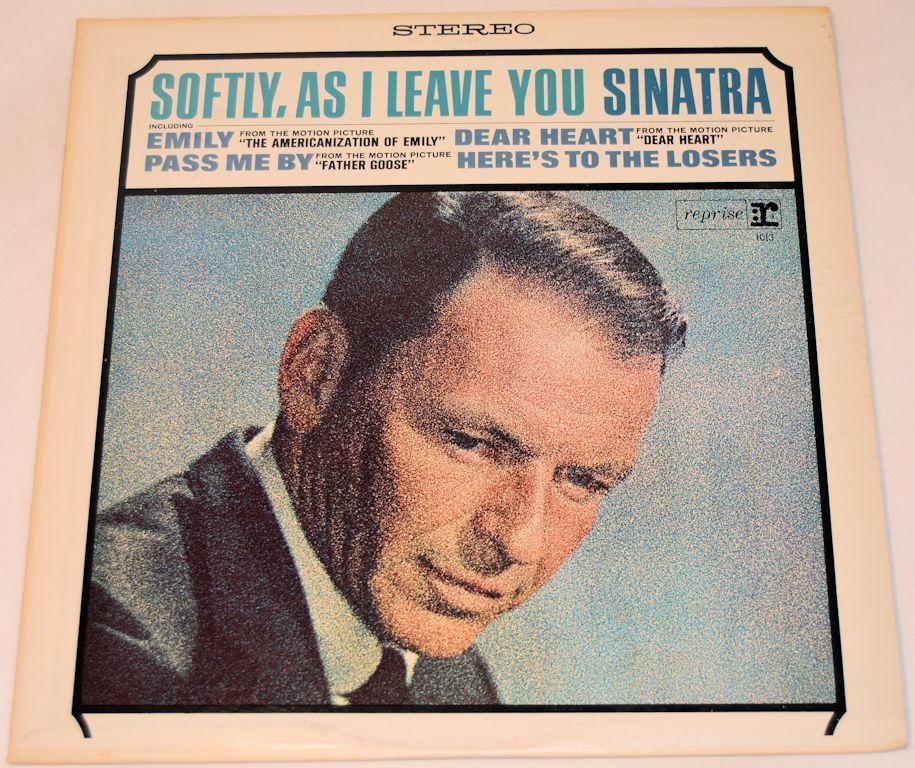 STEREO
SOFTLY, AS I LEAVE YOU SINATRA
INCLUDING
EMILY FROM THE MOTION PICTURE "THE AMERICANIZATION OF EMILY" DEAR HEART FROM THE MOTION PICTURE "DEAR HEART"
PASS ME BY FROM THE MOTION PICTURE "FATHER GOOSE" HERE'S TO THE LOSERS
reprise r
1013